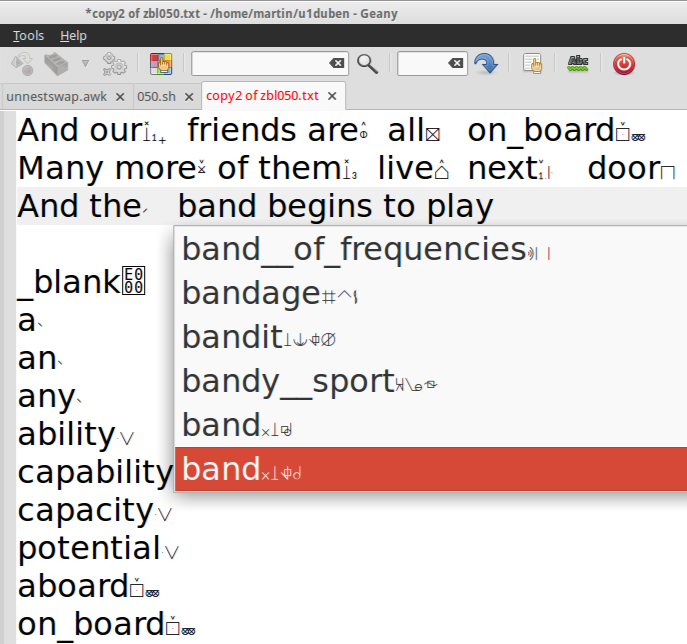 *copy2 of zbl050.txt - /home/martin/u1duben - Geany
Tools Help
Abc
unnestswap.awk 050.sh copy2 of zbl050.txt
And our friends are all on_board
Many more of them live next door
And the band begins to play
band__of_frequencies
_blank
bandage
a
bandit
an
bandy__sport
any
band
ability
band
capability
capacity
potential
aboard
on_board